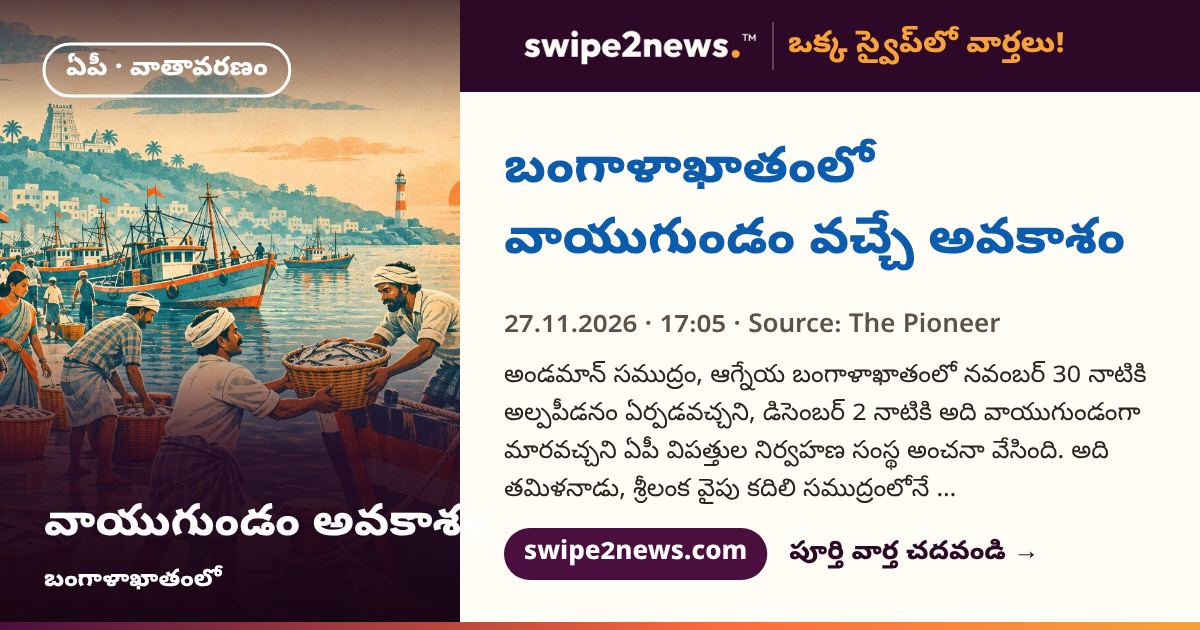 ఏపీ · వాతావరణం
వాయుగుండం అవకాశం
బంగాళాఖాతంలో
swipe2news.™
ఒక్క స్వైప్‌లో వార్తలు!
బంగాళాఖాతంలో
వాయుగుండం వచ్చే అవకాశం
27.11.2026 · 17:05 · Source: The Pioneer
అండమాన్ సముద్రం, ఆగ్నేయ బంగాళాఖాతంలో నవంబర్ 30 నాటికి
అల్పపీడనం ఏర్పడవచ్చని, డిసెంబర్ 2 నాటికి అది వాయుగుండంగా
మారవచ్చని ఏపీ విపత్తుల నిర్వహణ సంస్థ అంచనా వేసింది. అది
తమిళనాడు, శ్రీలంక వైపు కదిలి సముద్రంలోనే ...
swipe2news.com
పూర్తి వార్త చదవండి →